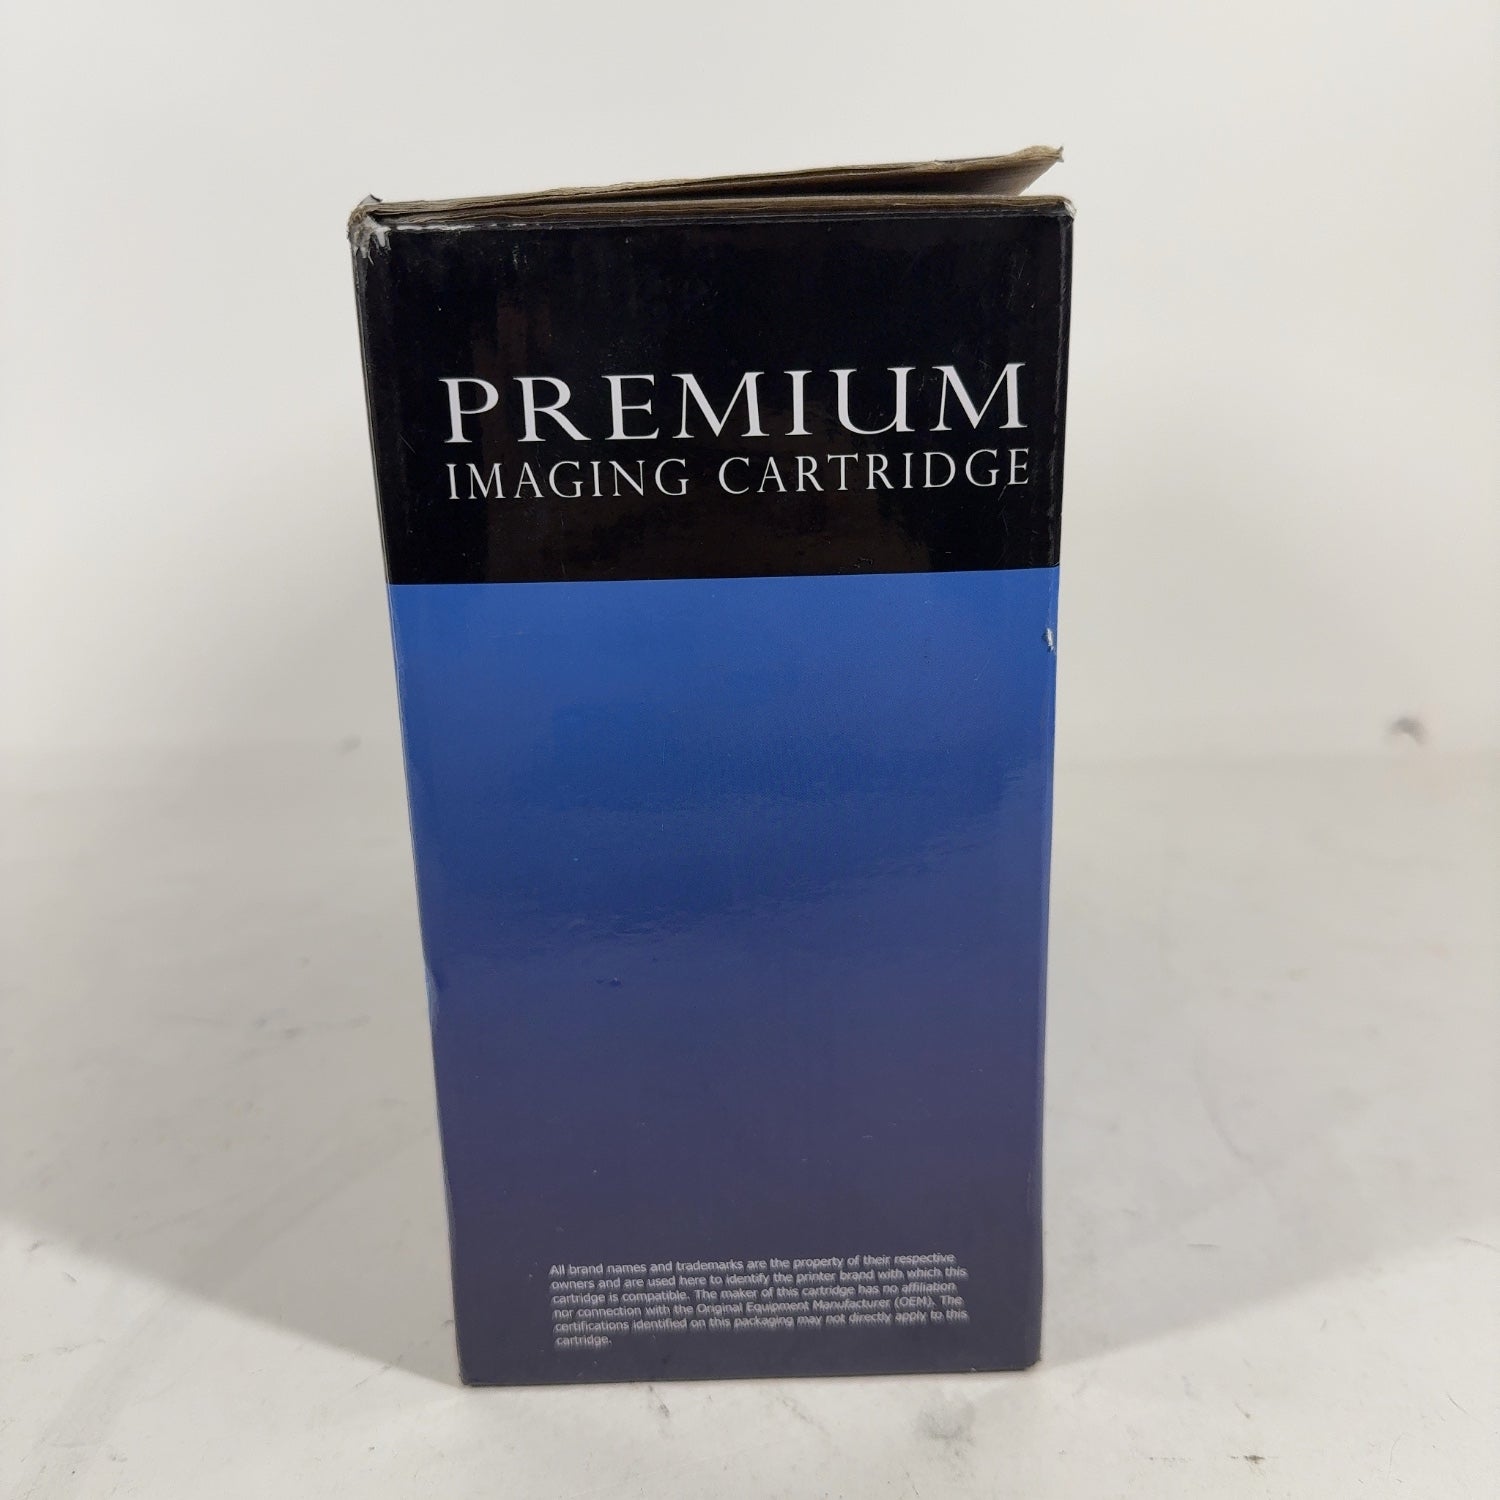 PREMIUM
IMAGING CARTRIDGE
All brand names and trademarks are the property of their respective
owners and are used here to identify the printer brand with which this
cartridge is compatible. The maker of this cartridge has no affiliation
nor connection with the Original Equipment Manufacturer (OEM). The
certifications identified on this packaging may not directly apply to this
cartridge.